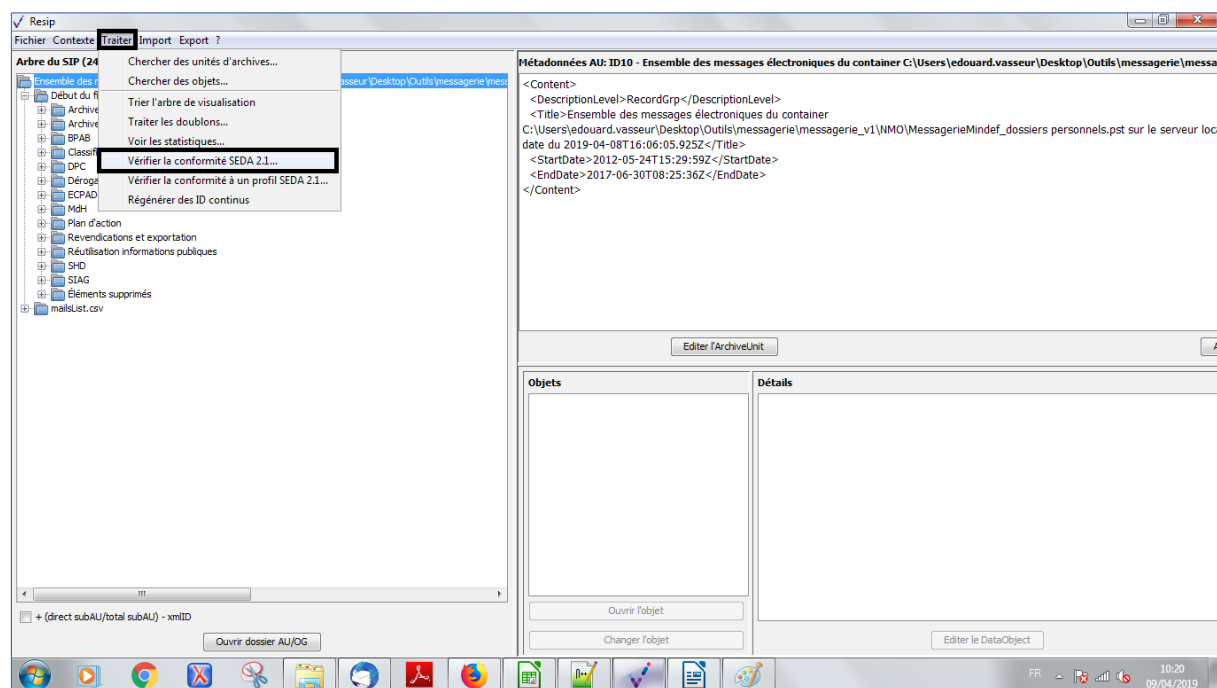 Resip
Fichier Contexte Traiter Import Export ?
Arbre du SIP (24
Ensemble des
asseur\Desktop\Outils\messagerie\mess
Début du fi
Archive
Archive
BPAB
Classifi
DPC
Déroga
ECPAD
MdH
Plan d'action
Revendications et exportation
Réutilisation informations publiques
SHD
SIAG
Éléments supprimés
mailsList.csv
Chercher des unités d'archives...
Chercher des objets...
Trier l'arbre de visualisation
Traiter les doublons...
Voir les statistiques...
Vérifier la conformité SEDA 2.1...
Vérifier la conformité à un profil SEDA 2.1...
Régénérer des ID continus
+ (direct subAU/total subAU) - xmlID
Ouvrir dossier AU/OG
Métadonnées AU: ID10 - Ensemble des messages électroniques du container C:\Users\edouard.vasseur\Desktop\Outils\messagerie\messa
<Content>
<DescriptionLevel>RecordGrp</DescriptionLevel>
<Title>Ensemble des messages électroniques du container
C:\Users\edouard.vasseur\Desktop\Outils\messagerie\messagerie_v1\NMO\MessagerieMindef_dossiers personnels.pst sur le serveur loca
date du 2019-04-08T16:06:05.925Z</Title>
<StartDate>2012-05-24T15:29:59Z</StartDate>
<EndDate>2017-06-30T08:25:36Z</EndDate>
</Content>
Editer l'ArchiveUnit
A
Objets
Détails
Ouvrir l'objet
Changer l'objet
Editer le DataObject
FR
10:20
09/04/2019